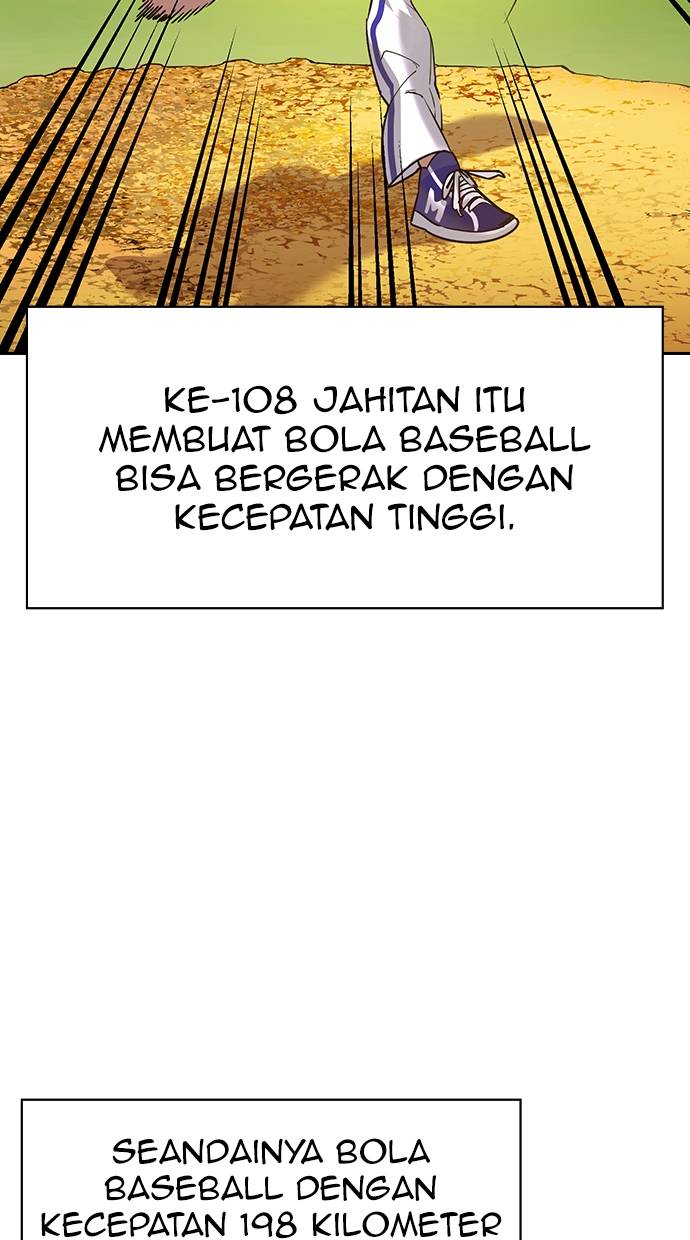 M
KE-108 JAHITAN ITU
MEMBUAT BOLA BASEBALL
BISA BERGERAK DENGAN
KECEPATAN TINGGI.
SEANDAINYA BOLA
BASEBALL DENGAN
KECEPATAN 198 KILOMETER